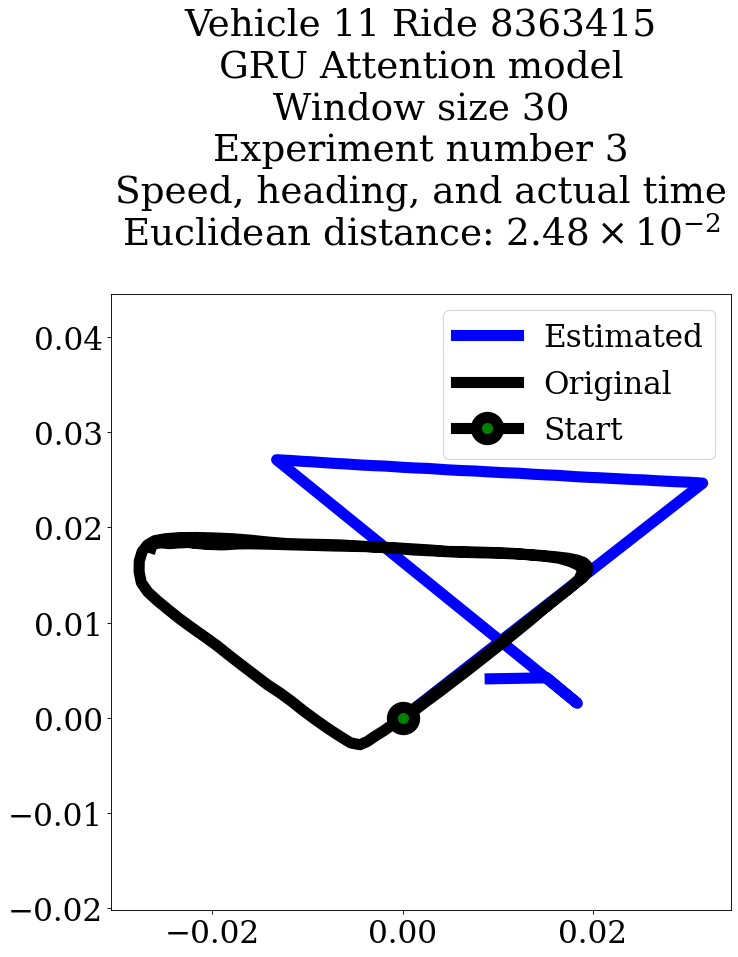 Vehicle 11 Ride 8363415
GRU Attention model
Window size 30
Experiment number 3
Speed, heading, and actual time
Euclidean distance: 2.48 × 10⁻²
Estimated
Original
Start
0.04
0.03
0.02
0.01
0.00
−0.01
−0.02
−0.02 0.00 0.02